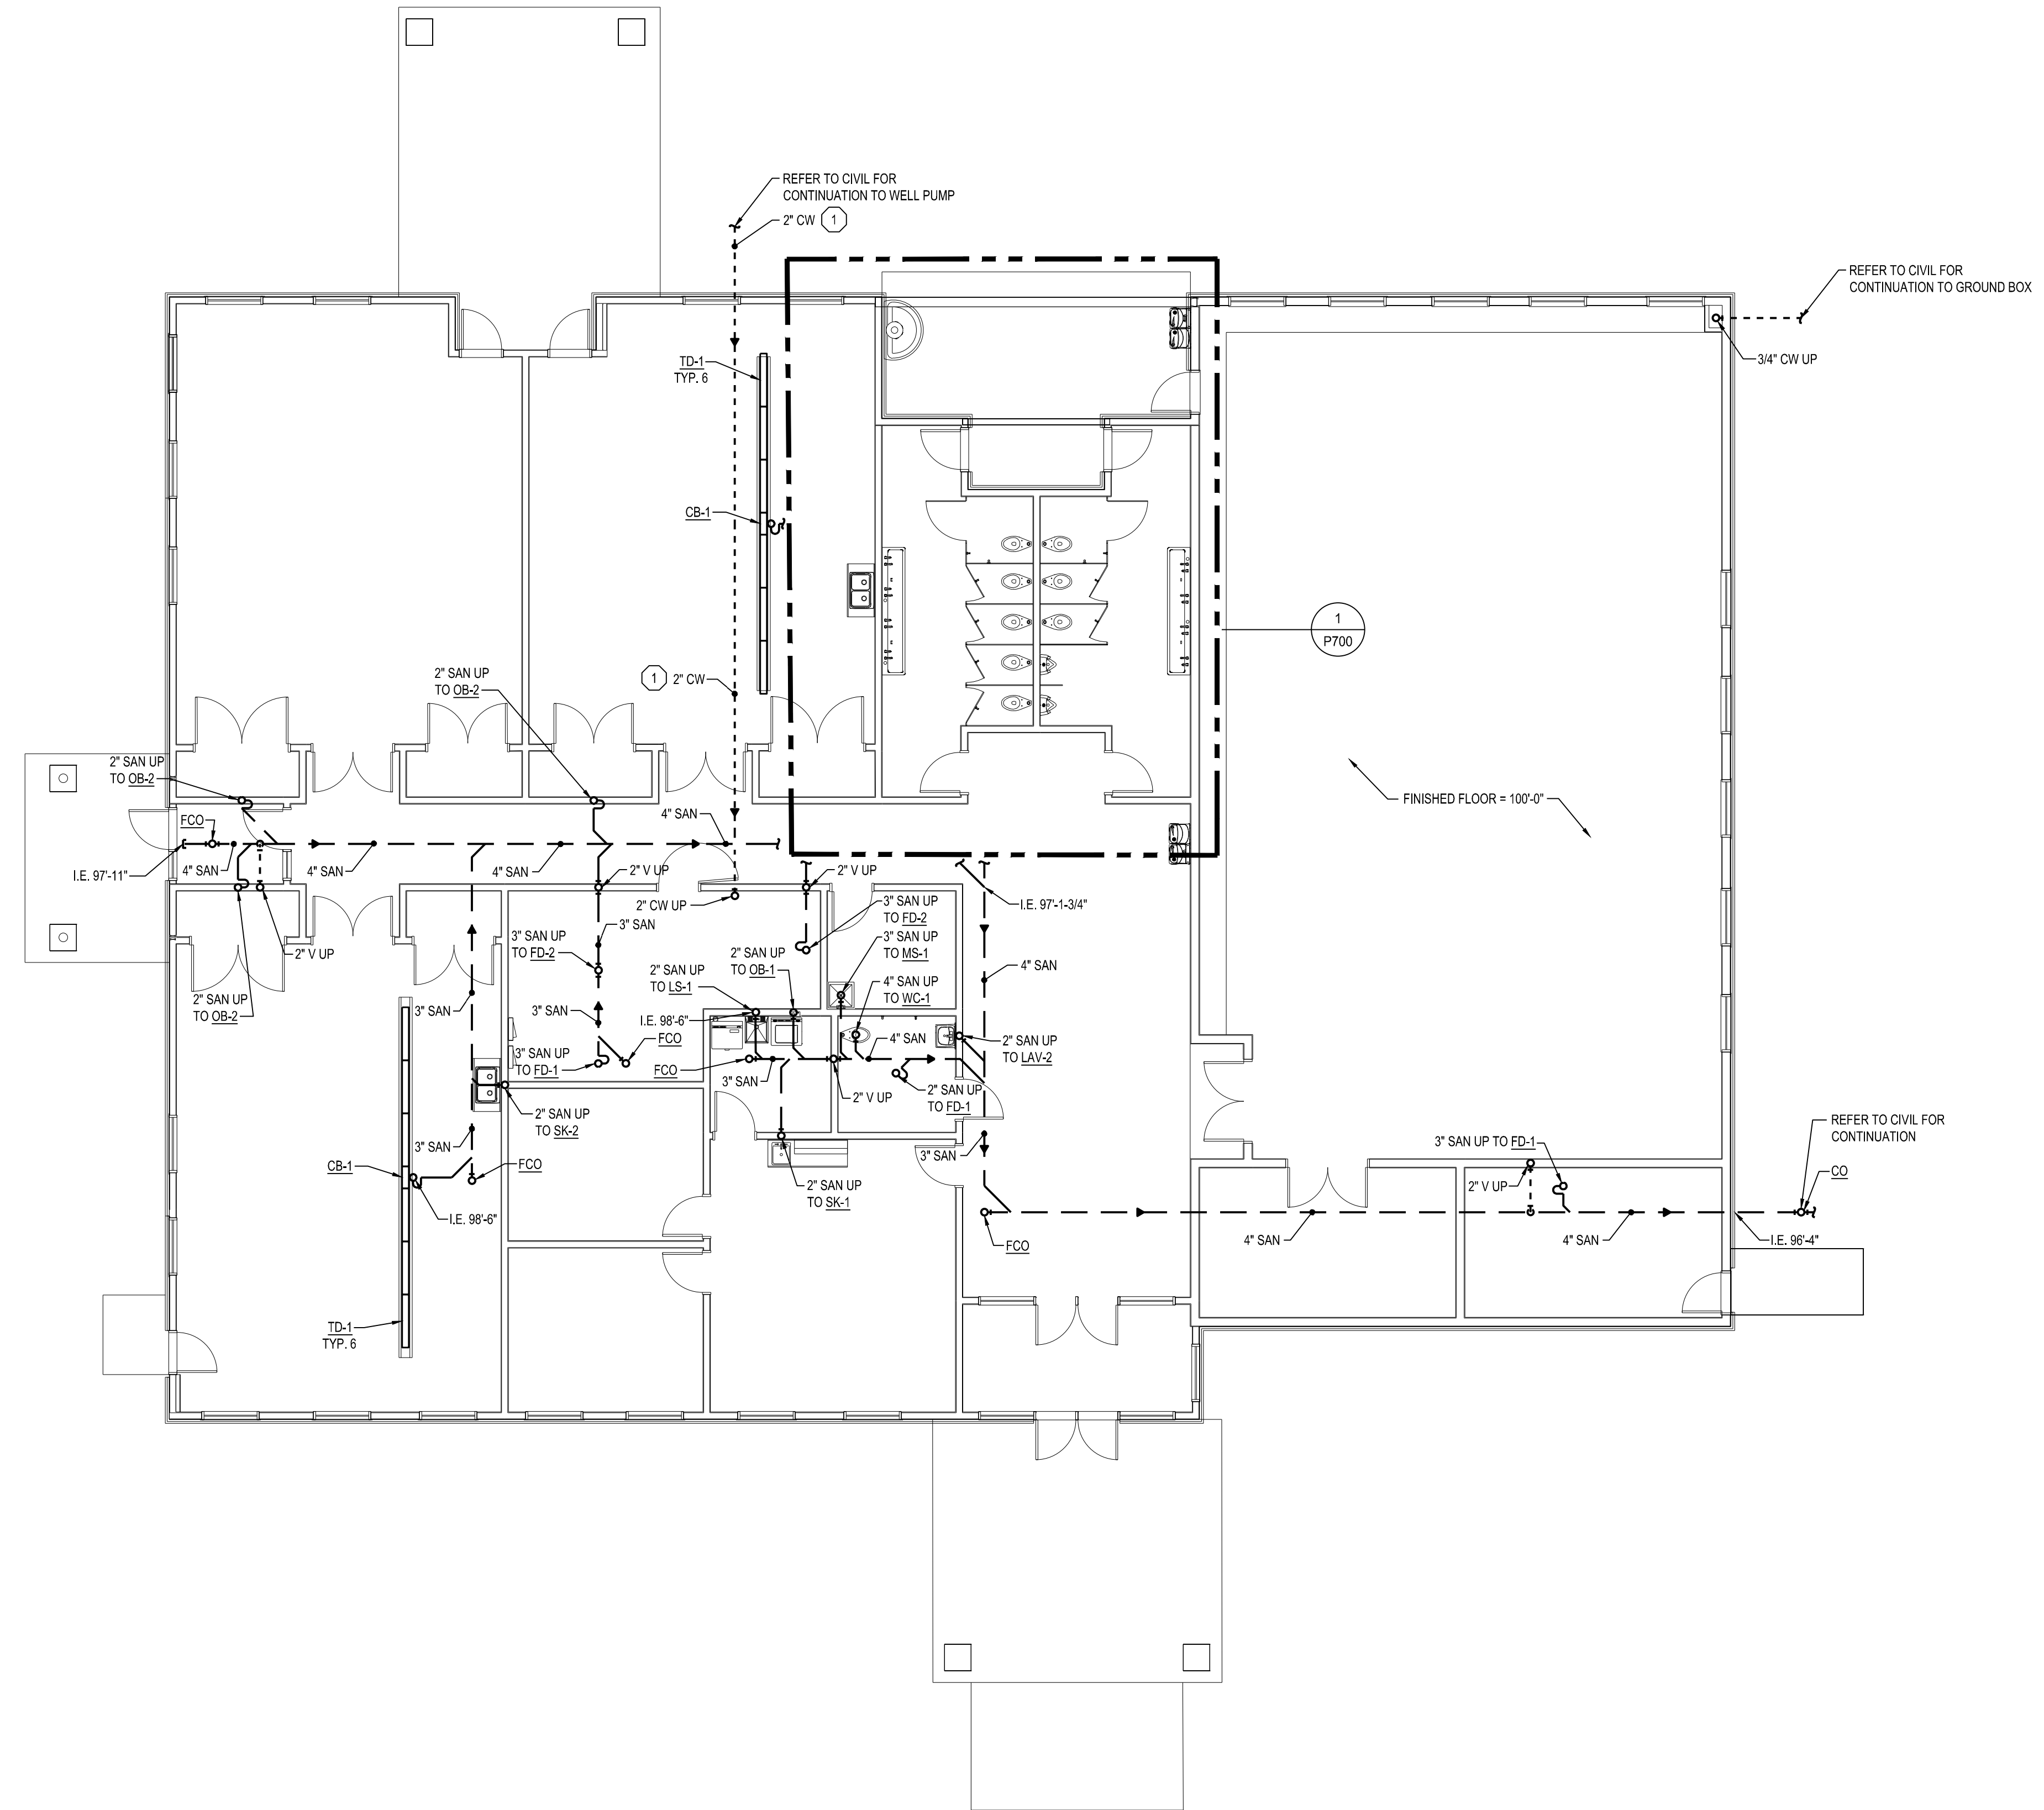 REFER TO CIVIL FOR
CONTINUATION TO WELL PUMP
2" CW 1
REFER TO CIVIL FOR
CONTINUATION TO GROUND BOX
3/4" CW UP
TD-1
TYP. 6
CB-1
1
P700
2" SAN UP
TO OB-2
1 2" CW
2" SAN UP
TO OB-2
FINISHED FLOOR = 100'-0"
FCO
4" SAN
I.E. 97'-11"
4" SAN
4" SAN
4" SAN
2" V UP
2" V UP
2" CW UP
I.E. 97'-1-3/4"
3" SAN UP
TO FD-2
3" SAN
3" SAN UP
TO FD-2
3" SAN UP
TO MS-1
2" V UP
2" SAN UP
TO OB-1
2" SAN UP
TO LS-1
4" SAN
4" SAN UP
TO WC-1
2" SAN UP
TO OB-2
3" SAN
3" SAN
I.E. 98'-6"
FCO
4" SAN
2" SAN UP
TO LAV-2
3" SAN UP
TO FD-1
FCO
3" SAN
2" V UP
2" SAN UP
TO FD-1
2" SAN UP
TO SK-2
3" SAN
3" SAN
REFER TO CIVIL FOR
CONTINUATION
3" SAN UP TO FD-1
CB-1
FCO
CO
2" SAN UP
TO SK-1
2" V UP
I.E. 98'-6"
FCO
4" SAN
4" SAN
I.E. 96'-4"
TD-1
TYP. 6